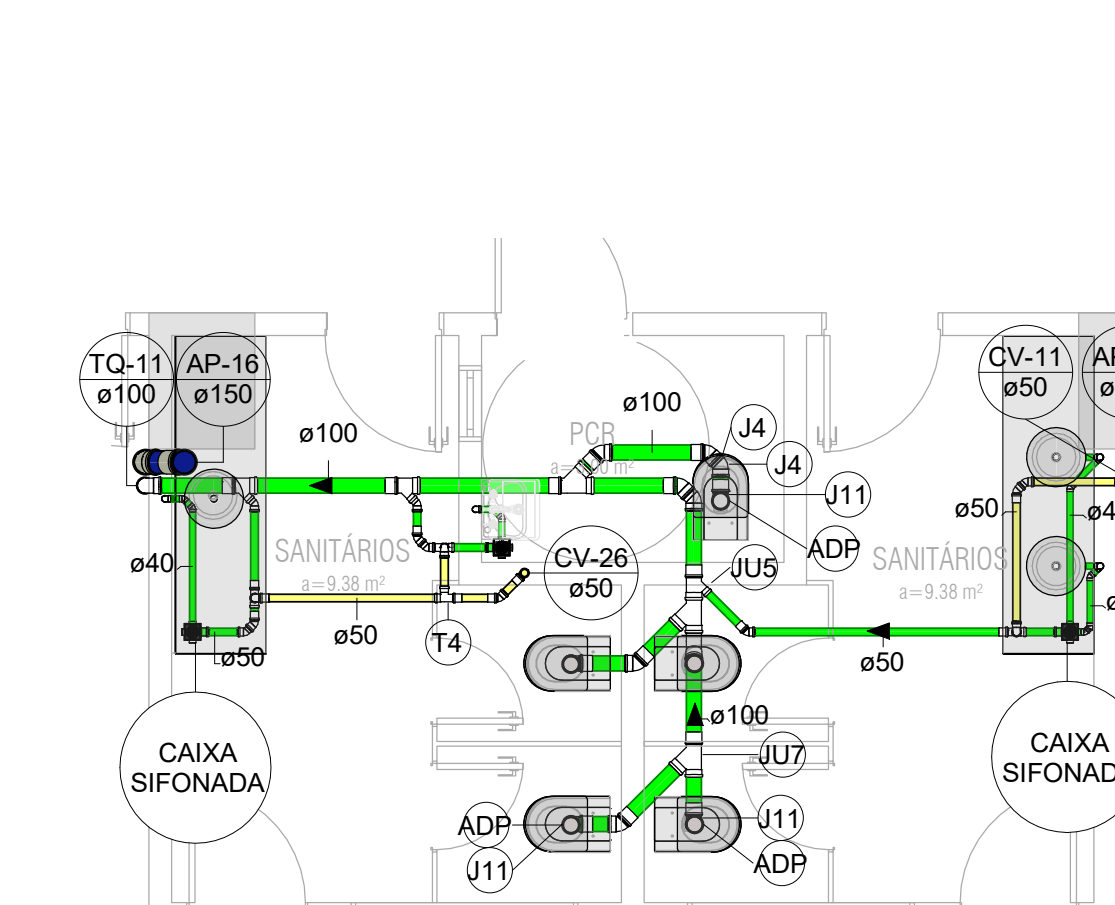 TQ-11
ø100
AP-16
ø150
ø100
ø100
PCR
J4
J4
J11
ADP
CV-11
ø50
ø50
SANITÁRIOS
a=9.38 m²
CV-26
ø50
JU5
SANITÁRIOS
a=9.38 m²
ø40
ø50
T4
ø50
ø50
ø100
JU7
CAIXA
SIFONADA
CAIXA
ADP
J11
J11
ADP